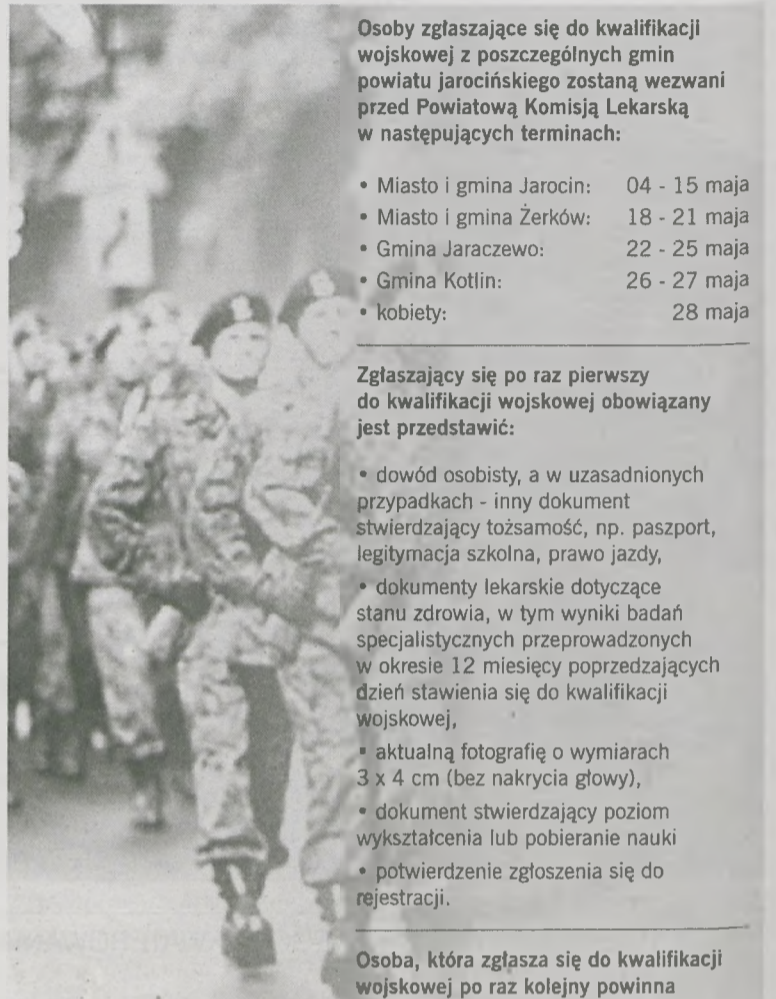 Osoby zgłaszające się do kwalifikacji
wojskowej z poszczególnych gmin
powiatu jarocińskiego zostaną wezwani
przed Powiatową Komisją Lekarską
w następujących terminach:
• Miasto i gmina Jarocin: 04 - 15 maja
• Miasto i gmina Żerków: 18 - 21 maja
• Gmina Jaraczewo: 22 - 25 maja
• Gmina Kotlin: 26 - 27 maja
• kobiety: 28 maja
Zgłaszający się po raz pierwszy
do kwalifikacji wojskowej obowiązany
jest przedstawić:
• dowód osobisty, a w uzasadnionych
przypadkach - inny dokument
stwierdzający tożsamość, np. paszport,
legitymacja szkolna, prawo jazdy,
• dokumenty lekarskie dotyczące
stanu zdrowia, w tym wyniki badań
specjalistycznych przeprowadzonych
w okresie 12 miesięcy poprzedzających
dzień stawienia się do kwalifikacji
wojskowej,
▪ aktualną fotografię o wymiarach
3 x 4 cm (bez nakrycia głowy),
• dokument stwierdzający poziom
wykształcenia lub pobieranie nauki
• potwierdzenie zgłoszenia się do
rejestracji.
Osoba, która zgłasza się do kwalifikacji
wojskowej po raz kolejny powinna